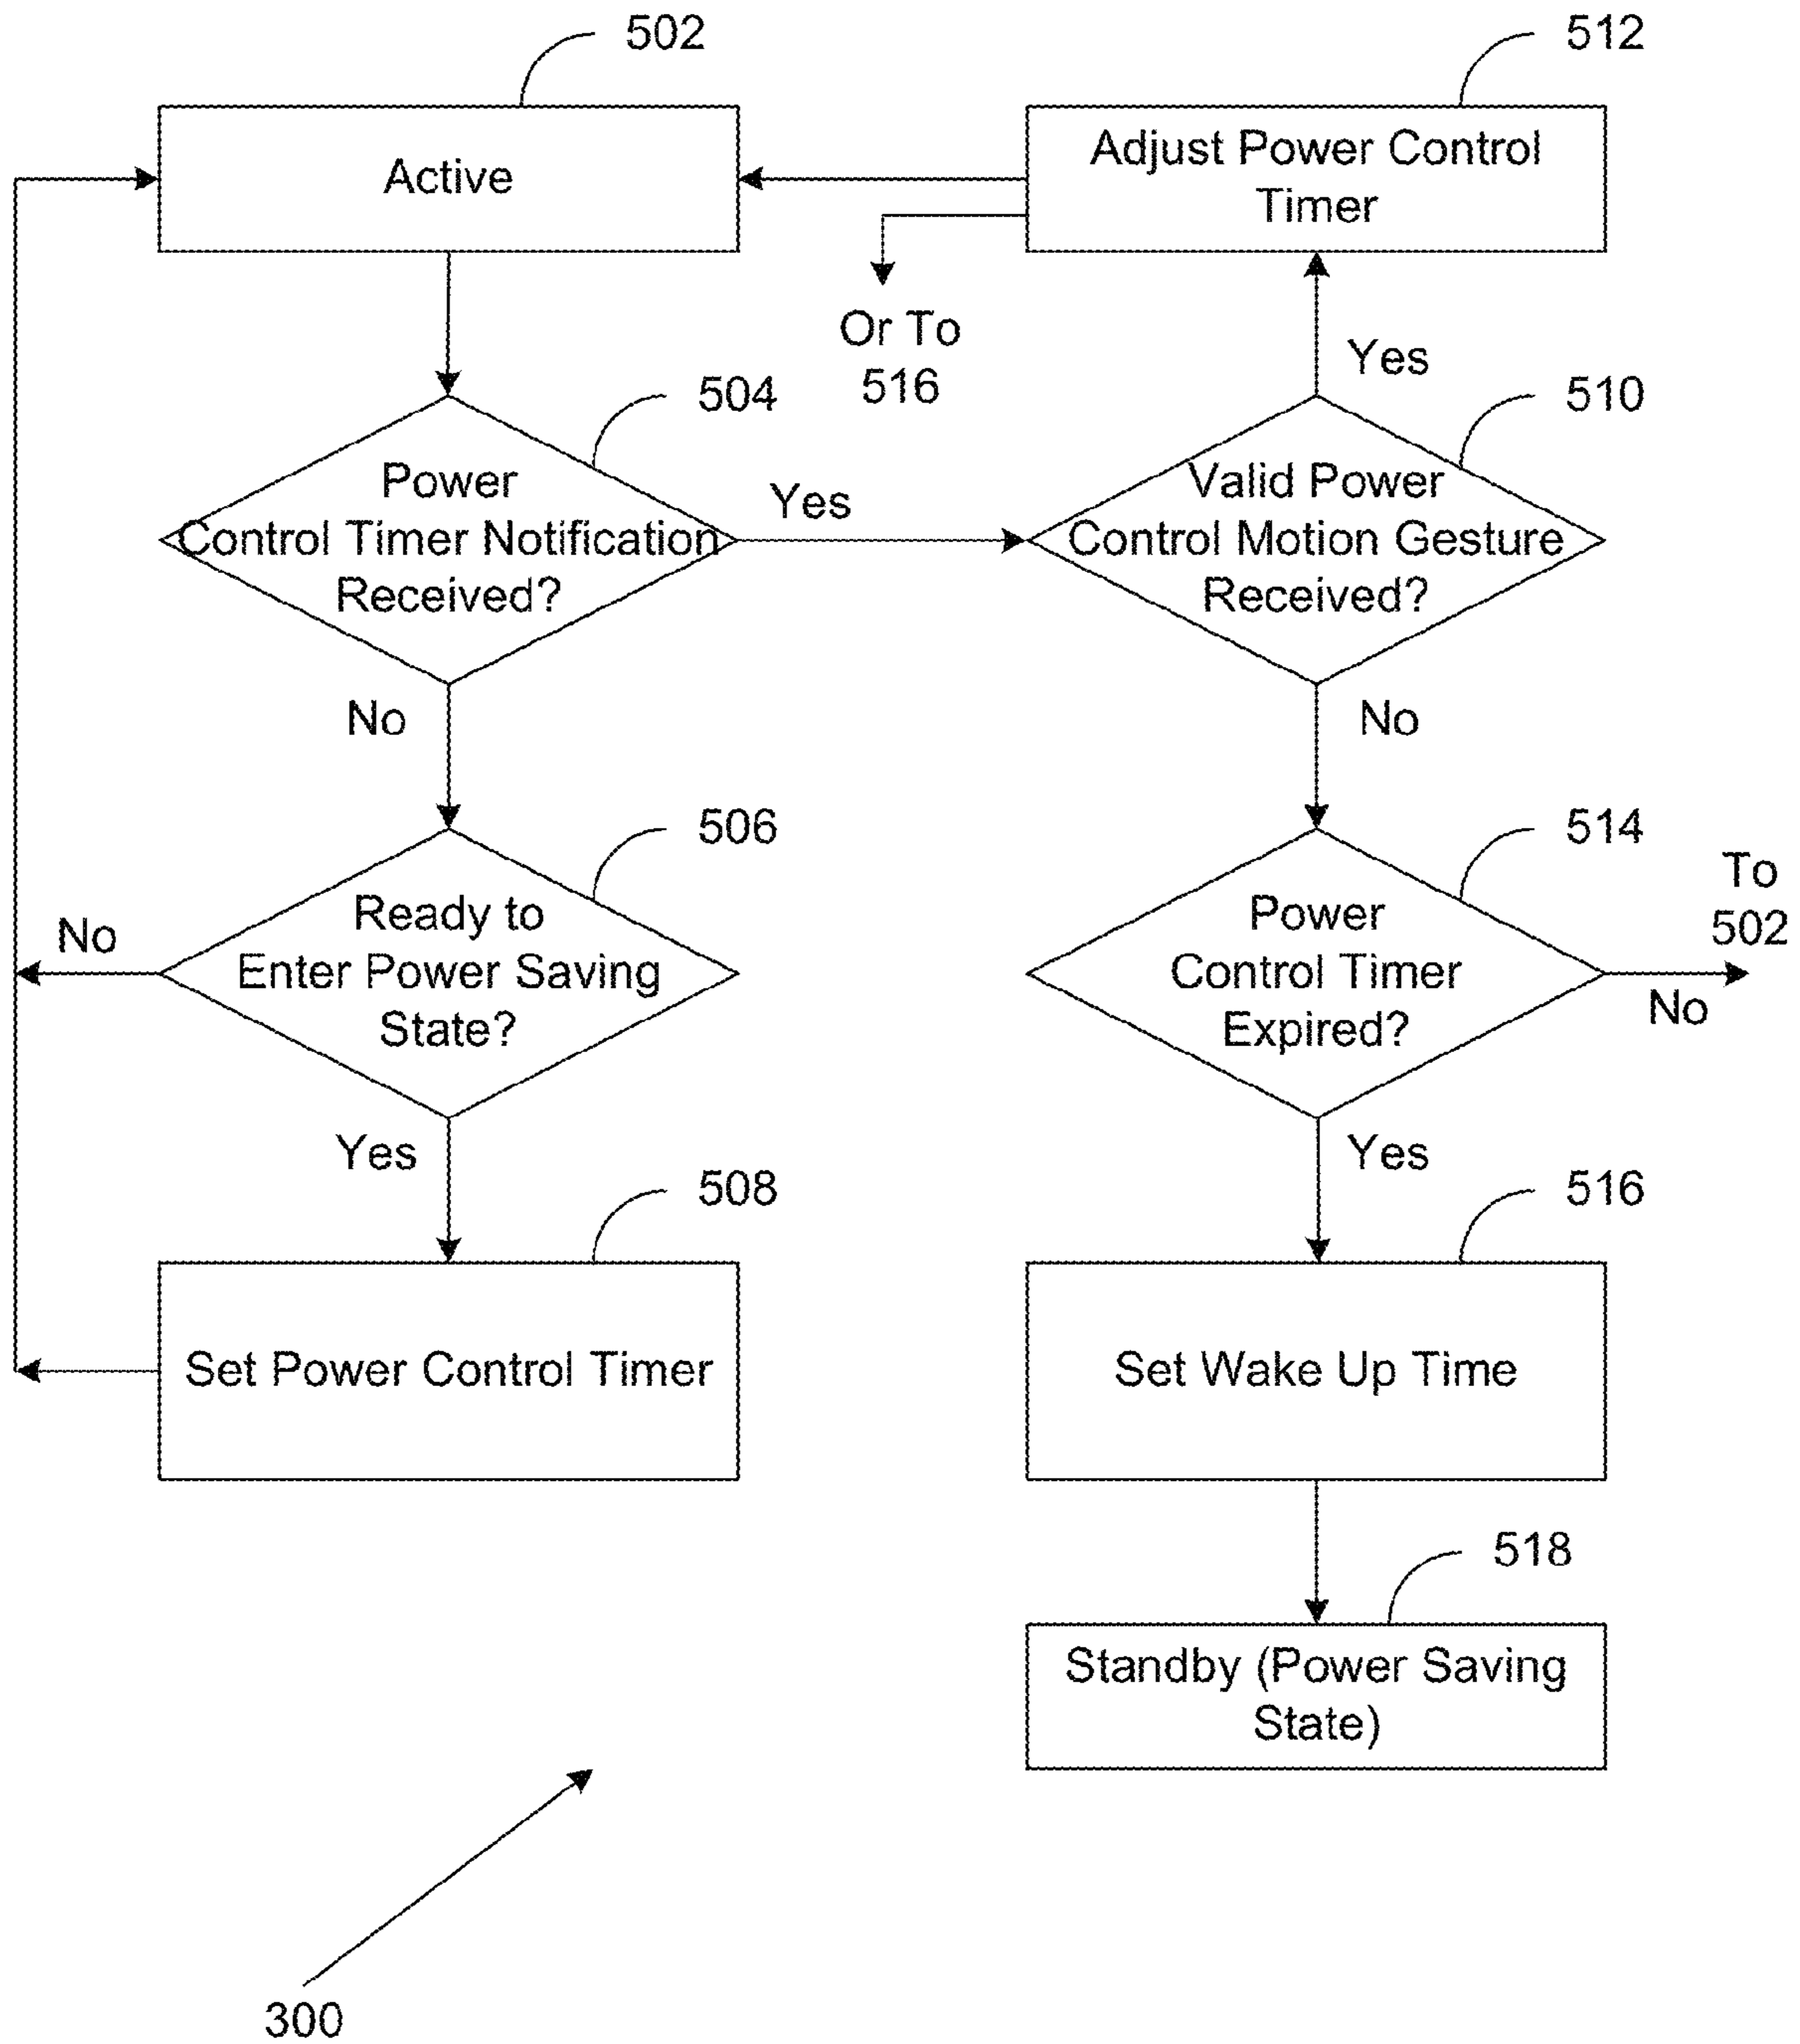 502
Active
512
Adjust Power Control
Timer
Or To
516
Yes
504
Power
Control Timer Notification
Received?
Yes
510
Valid Power
Control Motion Gesture
Received?
No
No
506
Ready to
Enter Power Saving
State?
No
Yes
514
Power
Control Timer
Expired?
To
502
No
Yes
508
Set Power Control Timer
516
Set Wake Up Time
518
Standby (Power Saving
State)
300